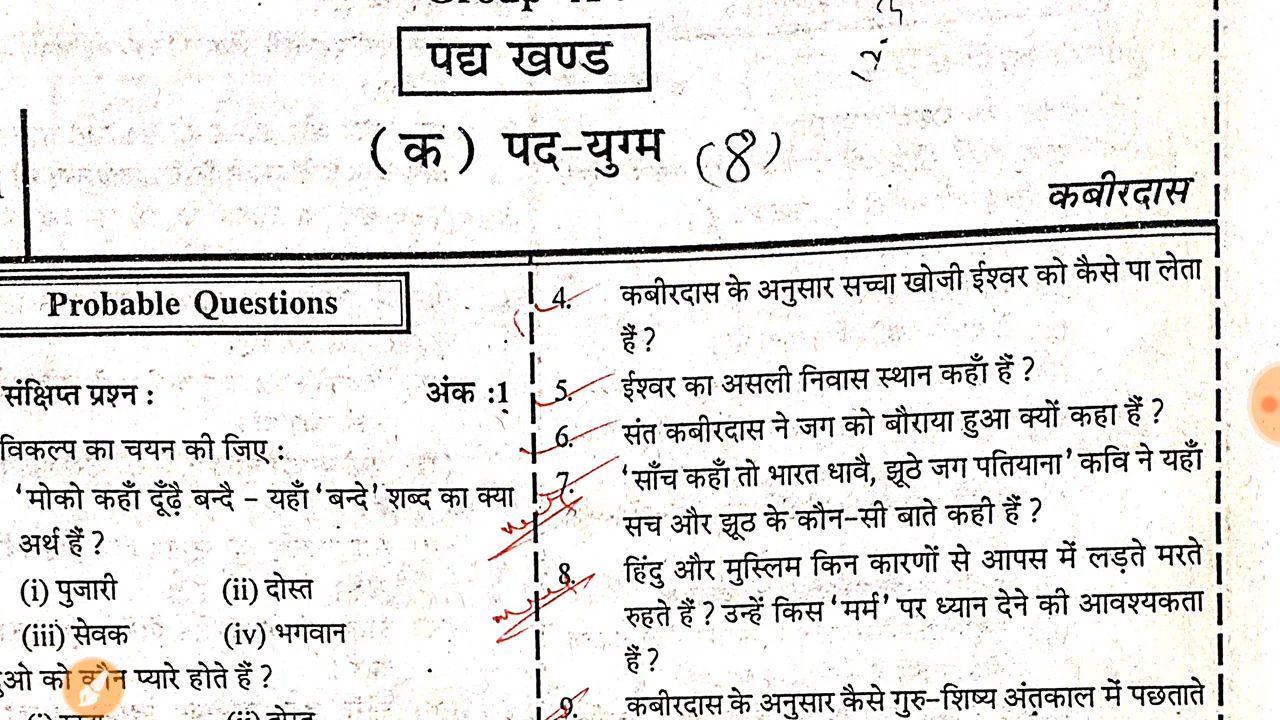 पद्य खण्ड
(क) पद-युग्म (8)
कबीरदास
Probable Questions
संक्षिप्त प्रश्न : अंक :1
विकल्प का चयन की जिए :
'मोको कहाँ दूँढ़ै बन्दै – यहाँ 'बन्दे' शब्द का क्या
अर्थ हैं ?
(i) पुजारी (ii) दोस्त
(iii) सेवक (iv) भगवान
को कौन प्यारे होते हैं ?
4. कबीरदास के अनुसार सच्चा खोजी ईश्वर को कैसे पा लेता
हैं ?
5. ईश्वर का असली निवास स्थान कहाँ हैं ?
6. संत कबीरदास ने जग को बौराया हुआ क्यों कहा हैं ?
7. 'साँच कहाँ तो भारत धावै, झूठे जग पतियाना' कवि ने यहाँ
सच और झूठ के कौन-सी बाते कही हैं ?
8. हिंदु और मुस्लिम किन कारणों से आपस में लड़ते मरते
रुहते हैं ? उन्हें किस 'मर्म' पर ध्यान देने की आवश्यकता
हैं ?
9. कबीरदास के अनुसार कैसे गुरु-शिष्य अंतकाल में पछताते